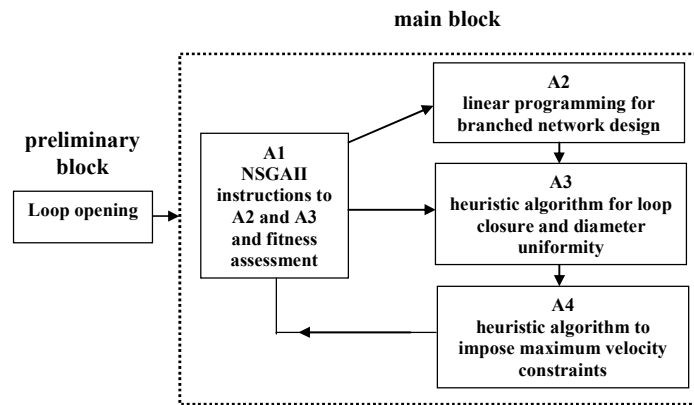 main block
preliminary
block
Loop opening
A1
NSGAII
instructions to
A2 and A3
and fitness
assessment
A2
linear programming for
branched network design
A3
heuristic algorithm for loop
closure and diameter
uniformity
A4
heuristic algorithm to
impose maximum velocity
constraints